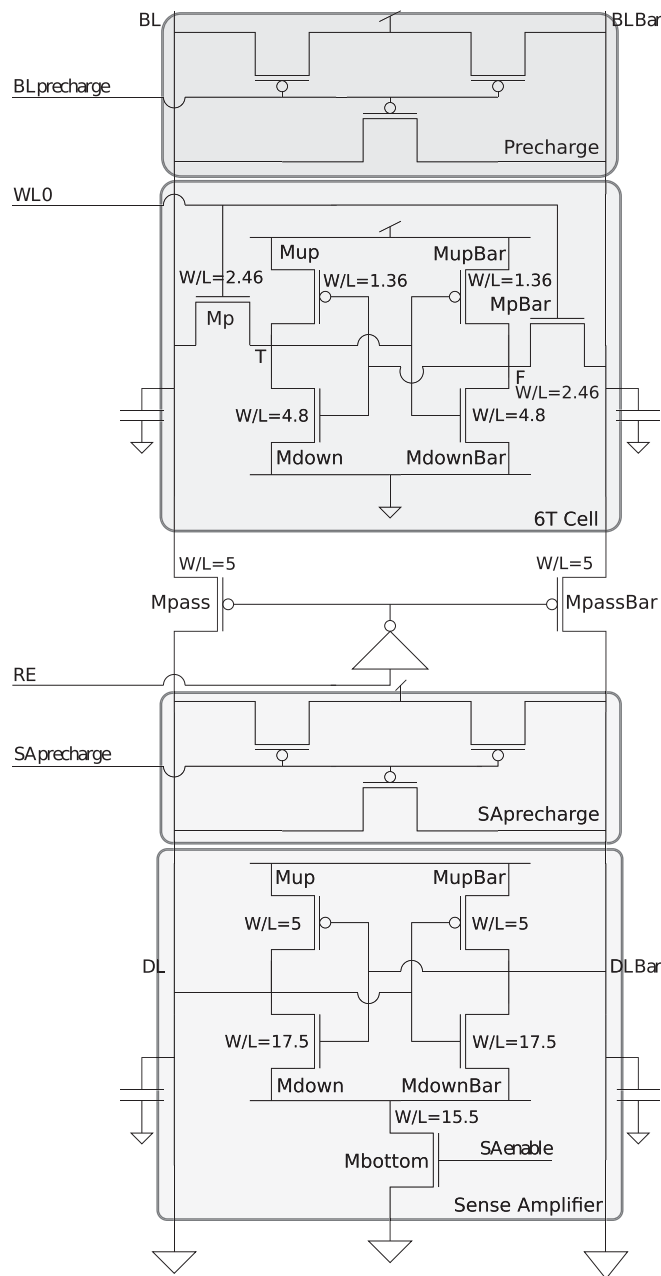 BL
BLBar
BLprecharge
Precharge
WL0
Mup
MupBar
W/L=2.46
W/L=1.36
W/L=1.36
Mp
MpBar
T
F
W/L=2.46
W/L=4.8
W/L=4.8
Mdown
MdownBar
6T Cell
W/L=5
W/L=5
Mpass
MpassBar
RE
SAprecharge
SAprecharge
Mup
MupBar
W/L=5
W/L=5
DL
DLBar
W/L=17.5
W/L=17.5
Mdown
MdownBar
W/L=15.5
SAenable
Mbottom
Sense Amplifier